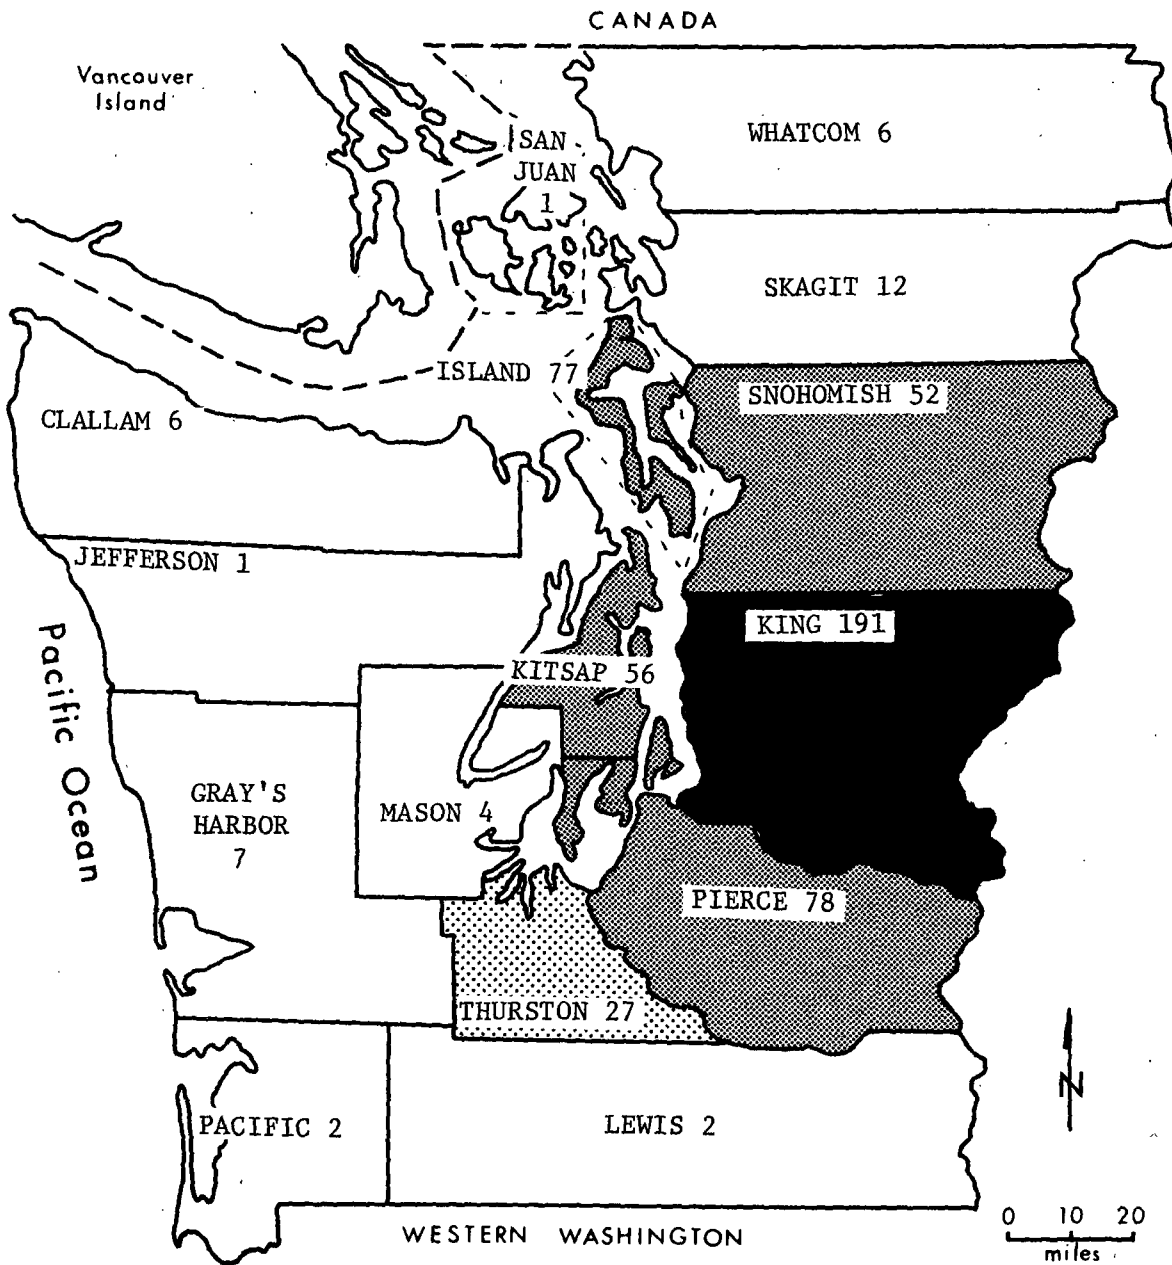 CANADA
Vancouver
Island
WHATCOM 6
SAN
JUAN
1
SKAGIT 12
ISLAND 77
SNOHOMISH 52
CLALLAM 6
JEFFERSON 1
KING 191
Pacific Ocean
KITSAP 56
GRAY'S
HARBOR
7
MASON 4
PIERCE 78
THURSTON 27
N
PACIFIC 2
LEWIS 2
WESTERN WASHINGTON
0 10 20
miles